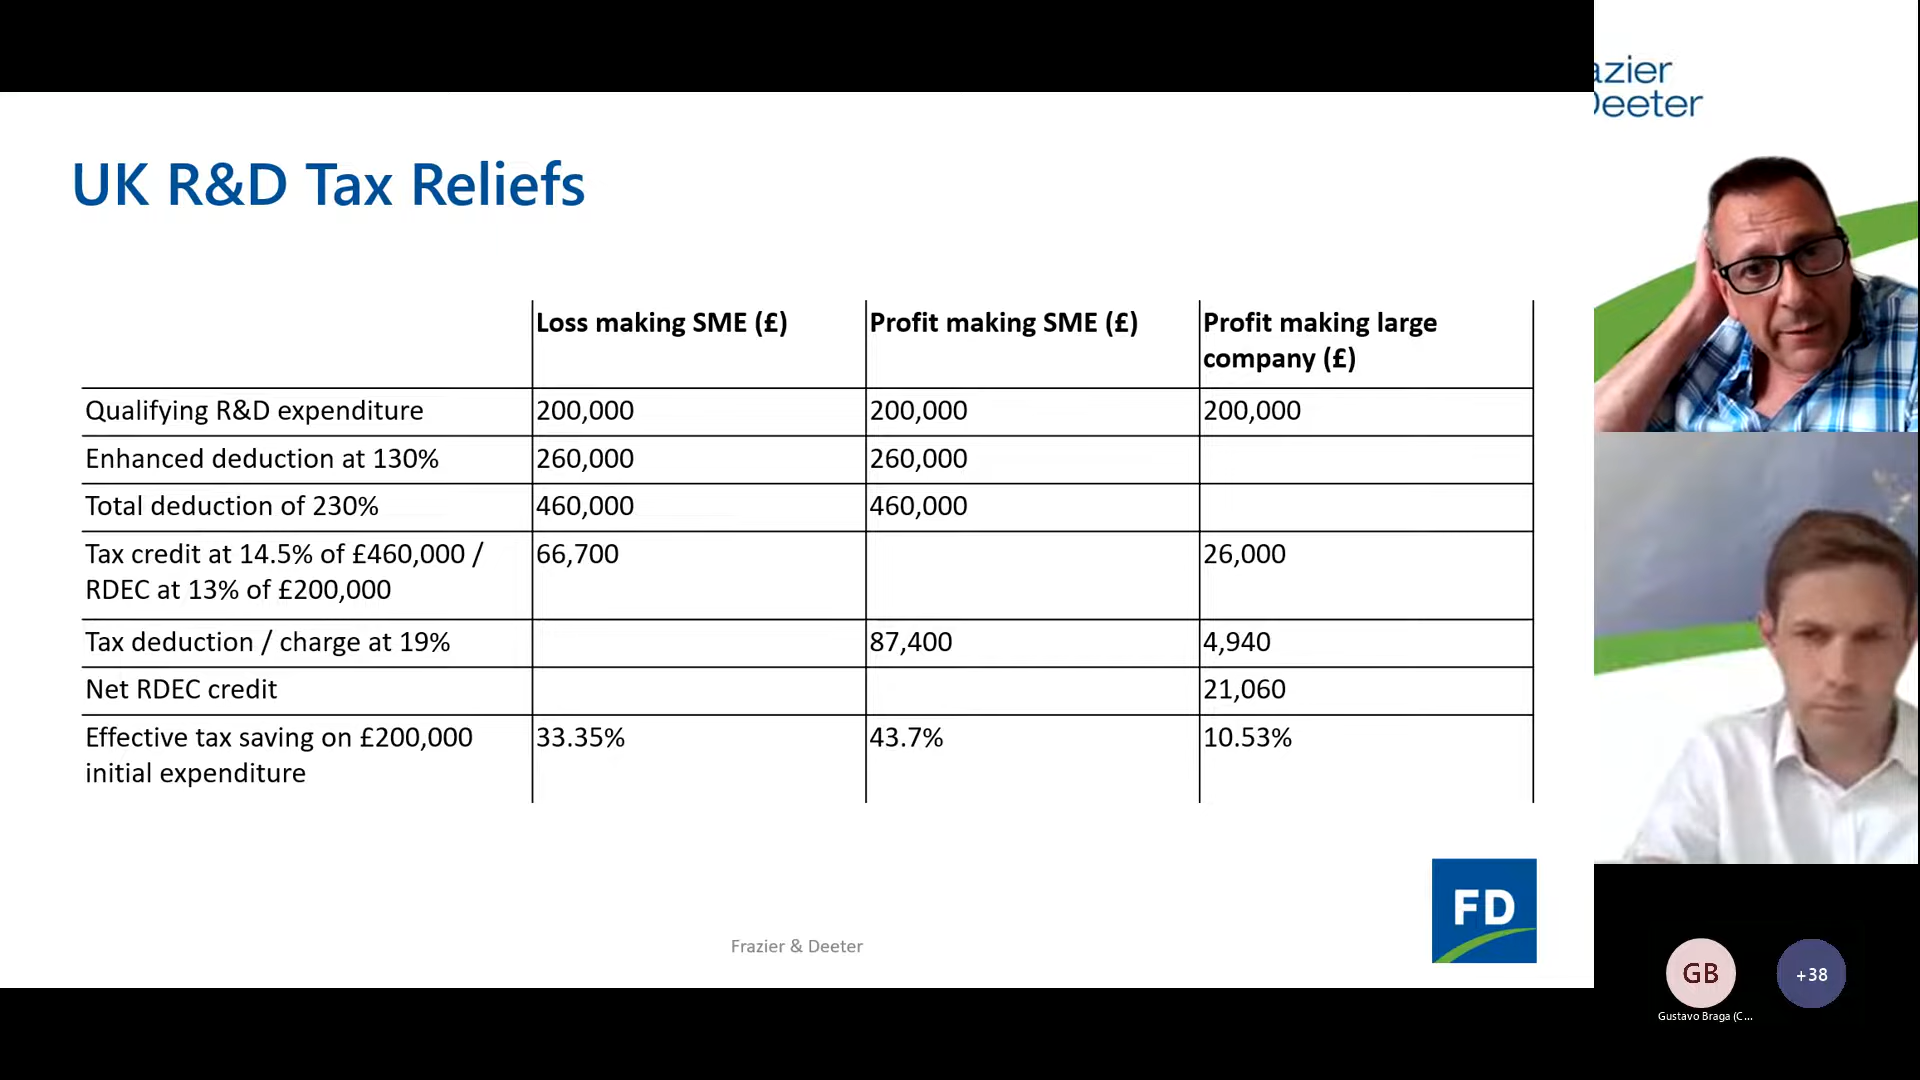 azier
Deeter
UK R&D Tax Reliefs
Loss making SME (£) Profit making SME (£) Profit making large
company (£)
Qualifying R&D expenditure 200,000 200,000 200,000
Enhanced deduction at 130% 260,000 260,000
Total deduction of 230% 460,000 460,000
Tax credit at 14.5% of £460,000 / 66,700 26,000
RDEC at 13% of £200,000
Tax deduction / charge at 19% 87,400 4,940
Net RDEC credit 21,060
Effective tax saving on £200,000 33.35% 43.7% 10.53%
initial expenditure
FD
Frazier & Deeter
GB
+38
Gustavo Braga (C...